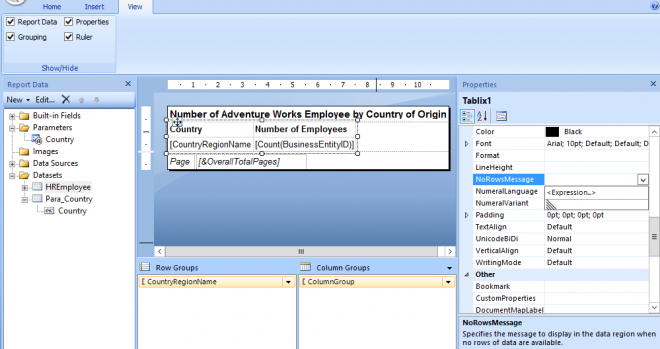 Home Insert View
Report Data Properties
Grouping Ruler
Show/Hide
Report Data
New Edit...
Built-in Fields
Parameters
Country
Images
Data Sources
Datasets
HREmployee
Para_Country
Country
1 2 3 4 5 6 7 8 9 10
Number of Adventure Works Employee by Country of Origin
Country Number of Employees
[CountryRegionName [Count(BusinessEntityID)]
Page [&OverallTotalPages]
Row Groups Column Groups
CountryRegionName ColumnGroup
Properties
Tablix1
Color Black
Font Arial; 10pt; Default; Default; D
Format
LineHeight
NoRowsMessage
NumeralLanguage <Expression...>
NumeralVariant
Padding 0pt; 0pt; 0pt; 0pt
TextAlign Default
UnicodeBiDi Normal
VerticalAlign Default
WritingMode Default
Other
Bookmark
CustomProperties
DocumentMapLabel
NoRowsMessage
Specifies the message to display in the data region when
no rows of data are available.